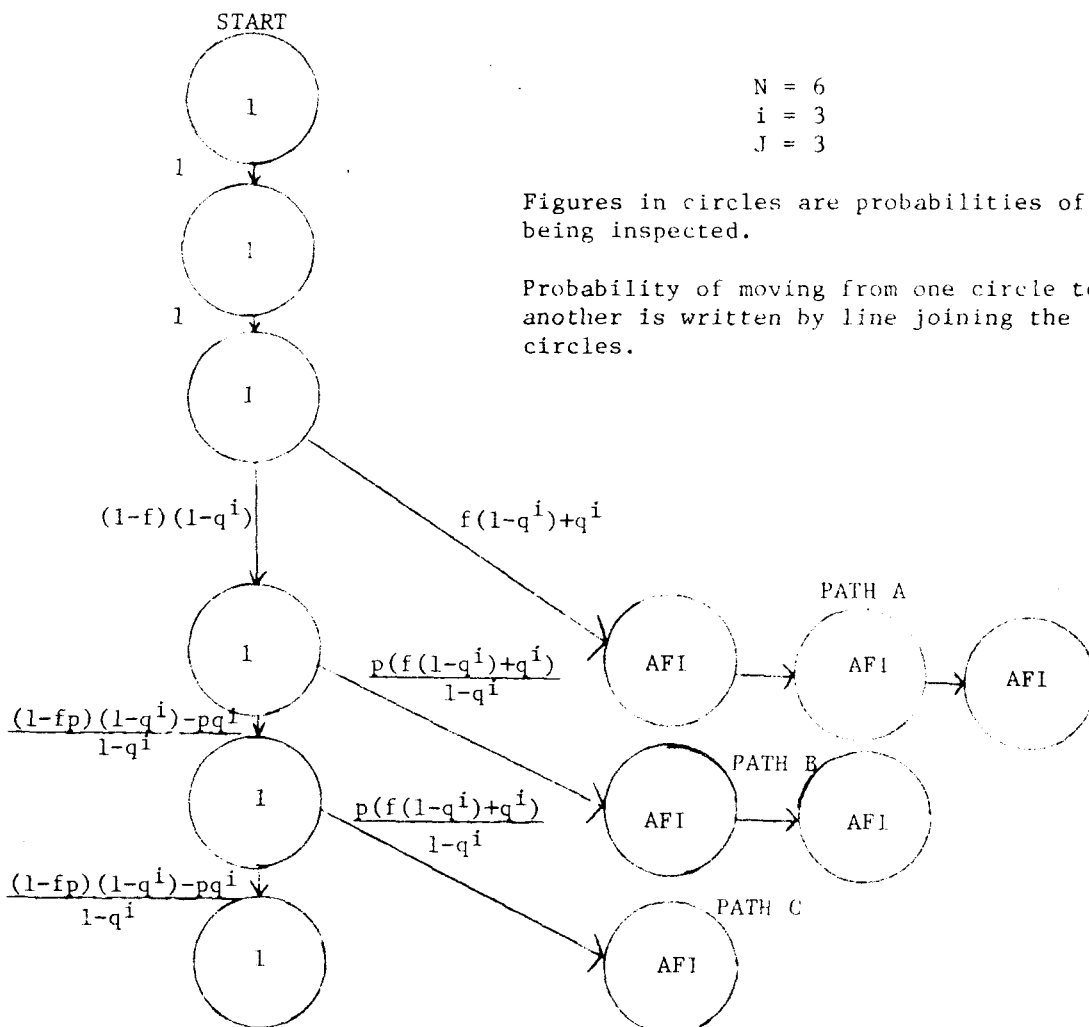 START
1
N = 6
i = 3
J = 3
1
Figures in circles are probabilities of
being inspected.
1
Probability of moving from one circle to
another is written by line joining the
circles.
1
1
(1-f)(1-q^i)
f(1-q^i)+q^i
PATH A
1
AFI
AFI
AFI
p(f(1-q^i)+q^i)
1-q^i
(1-fp)(1-q^i)-pq^i
1-q^i
PATH B
1
AFI
AFI
p(f(1-q^i)+q^i)
1-q^i
(1-fp)(1-q^i)-pq^i
1-q^i
PATH C
1
AFI